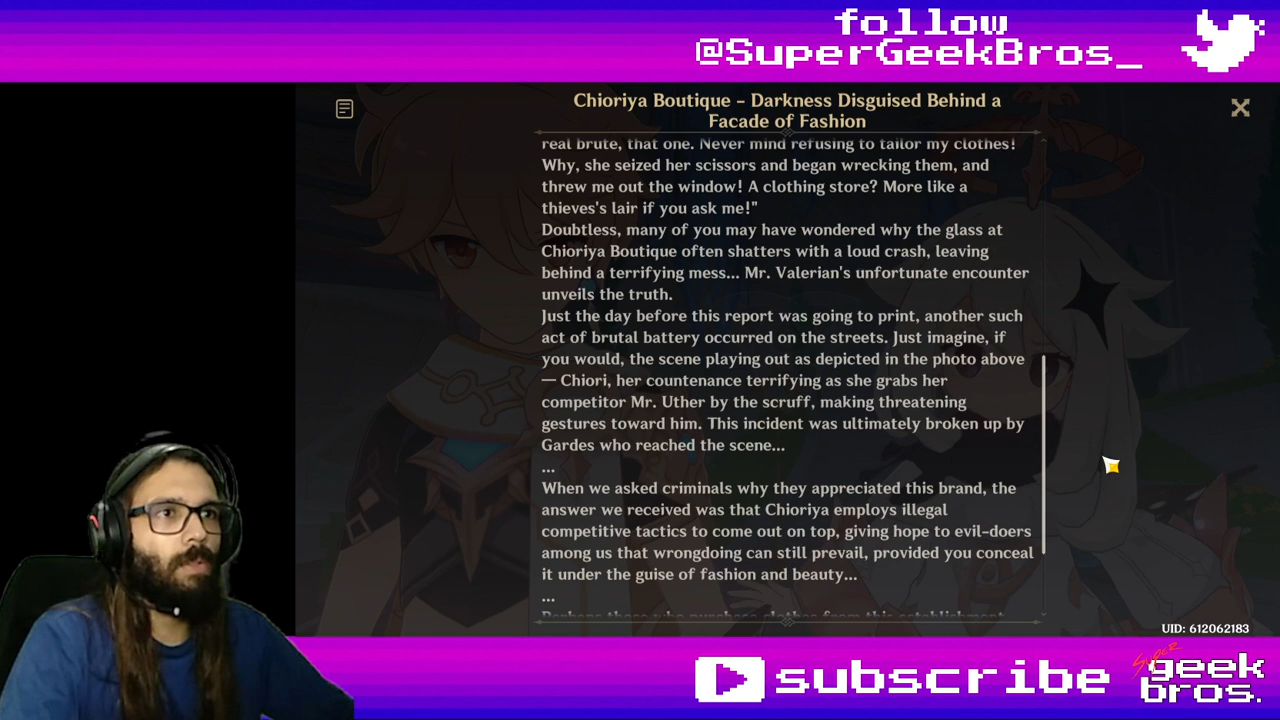 follow
@SuperGeekBros_
Chioriya Boutique – Darkness Disguised Behind a
Facade of Fashion
real brute, that one. Never mind refusing to tailor my clothes!
Why, she seized her scissors and began wrecking them, and
threw me out the window! A clothing store? More like a
thieves's lair if you ask me!"
Doubtless, many of you may have wondered why the glass at
Chioriya Boutique often shatters with a loud crash, leaving
behind a terrifying mess... Mr. Valerian's unfortunate encounter
unveils the truth.
Just the day before this report was going to print, another such
act of brutal battery occurred on the streets. Just imagine, if
you would, the scene playing out as depicted in the photo above
— Chiori, her countenance terrifying as she grabs her
competitor Mr. Uther by the scruff, making threatening
gestures toward him. This incident was ultimately broken up by
Gardes who reached the scene...
...
When we asked criminals why they appreciated this brand, the
answer we received was that Chioriya employs illegal
competitive tactics to come out on top, giving hope to evil-doers
among us that wrongdoing can still prevail, provided you conceal
it under the guise of fashion and beauty...
...
Perhaps those who purchase clothes from this establishment
UID: 612062183
subscribe
Super
geek
bros.